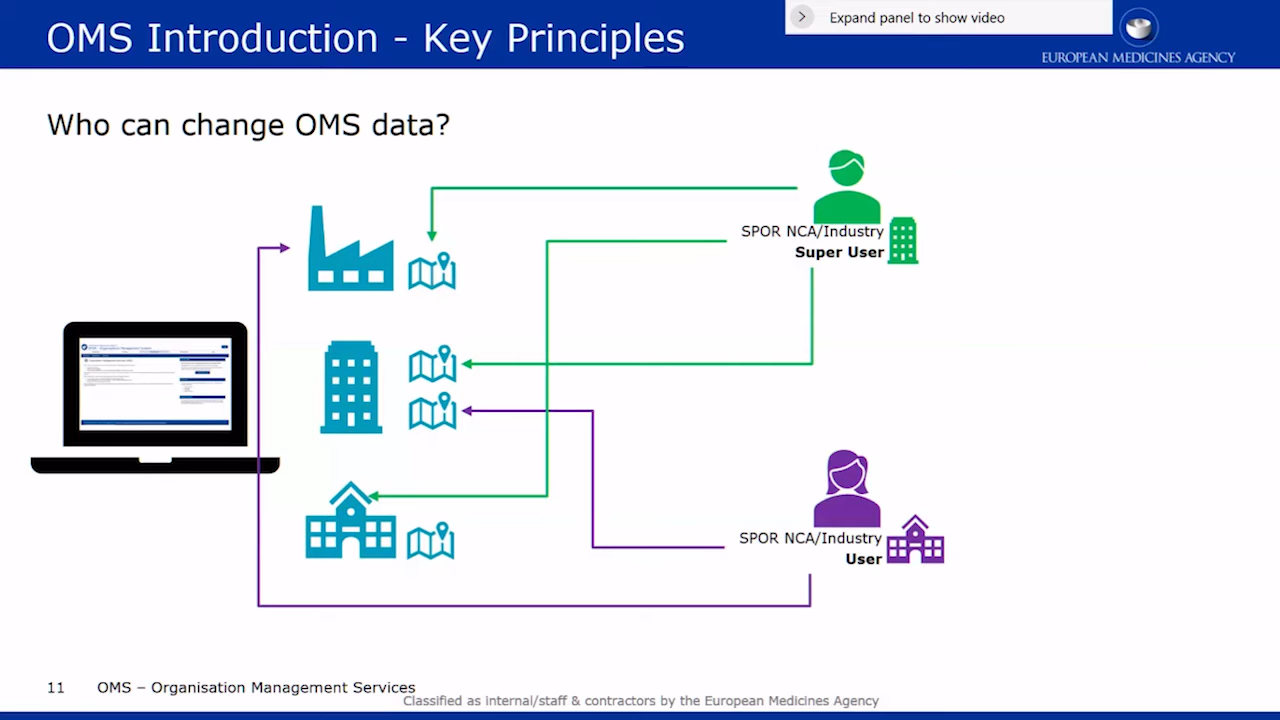 OMS Introduction - Key Principles
Expand panel to show video
EUROPEAN MEDICINES AGENCY
Who can change OMS data?
SPOR NCA/Industry
Super User
SPOR NCA/Industry
User
11 OMS – Organisation Management Services
Classified as internal/staff & contractors by the European Medicines Agency